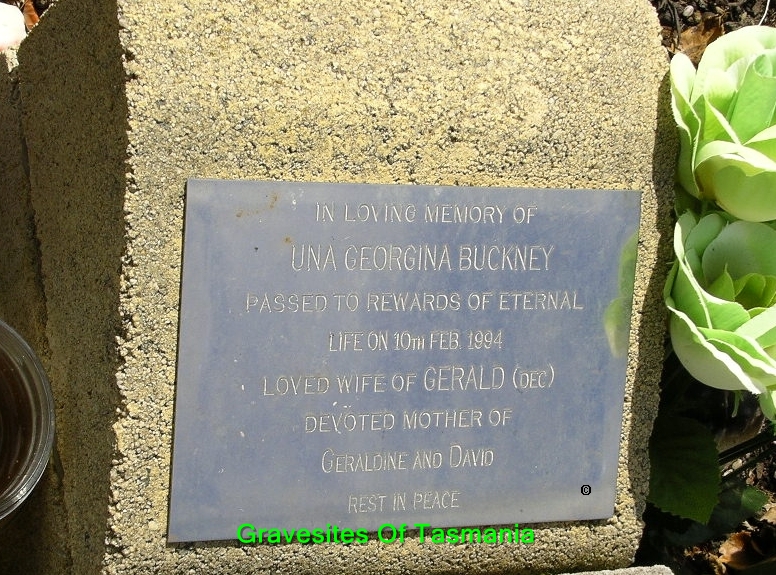 IN LOVING MEMORY OF
UNA GEORGINA BUCKNEY
PASSED TO REWARDS OF ETERNAL
LIFE ON 10TH FEB. 1994
LOVED WIFE OF GERALD (DEC)
DEVOTED MOTHER OF
GERALDINE AND DAVID
REST IN PEACE
©
Gravesites Of Tasmania